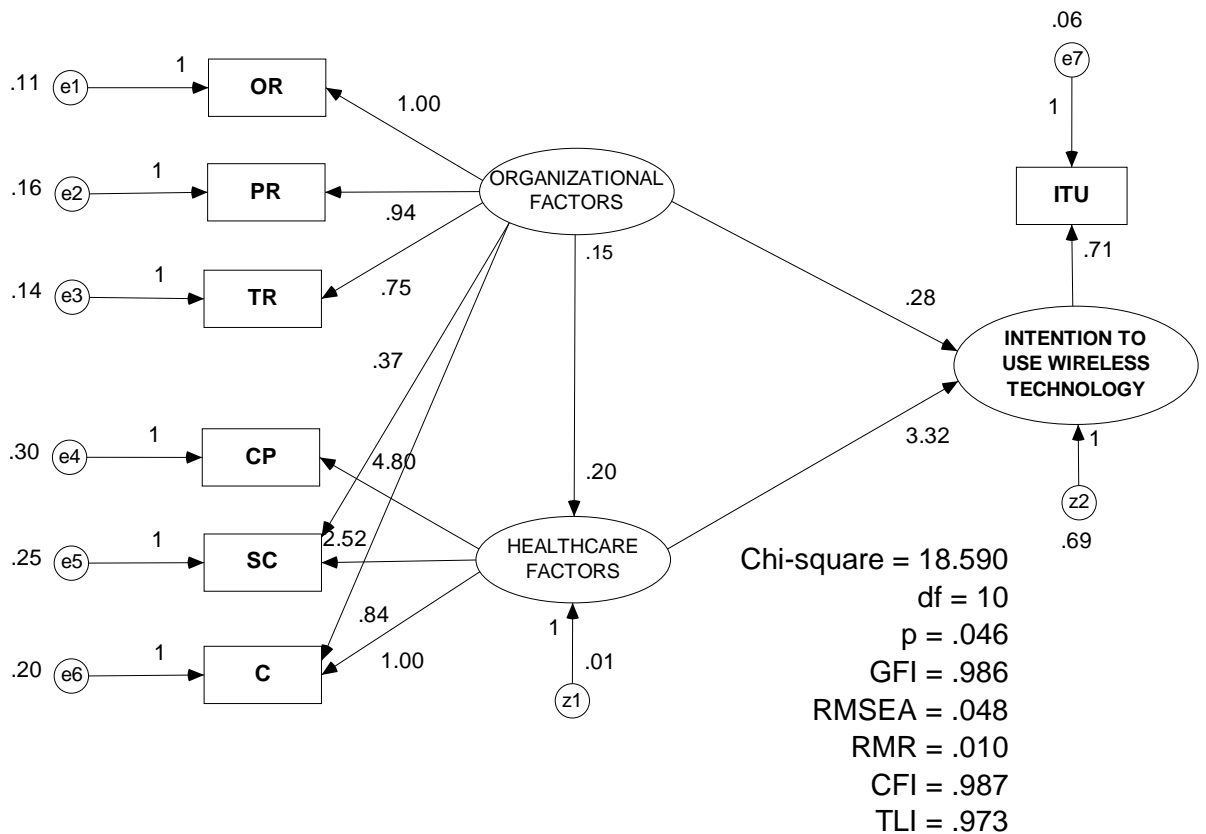 .06
e7
1
ITU
.71
.11
e1
1
OR
1.00
.16
e2
1
PR
.94
ORGANIZATIONAL
FACTORS
.15
.14
e3
1
TR
.75
.28
.37
INTENTION TO
USE WIRELESS
TECHNOLOGY
3.32
1
z2
.69
.30
e4
1
CP
4.80
.20
.25
e5
1
SC
2.52
HEALTHCARE
FACTORS
.84
1.00
.20
e6
1
C
1
.01
z1
Chi-square = 18.590
df = 10
p = .046
GFI = .986
RMSEA = .048
RMR = .010
CFI = .987
TLI = .973